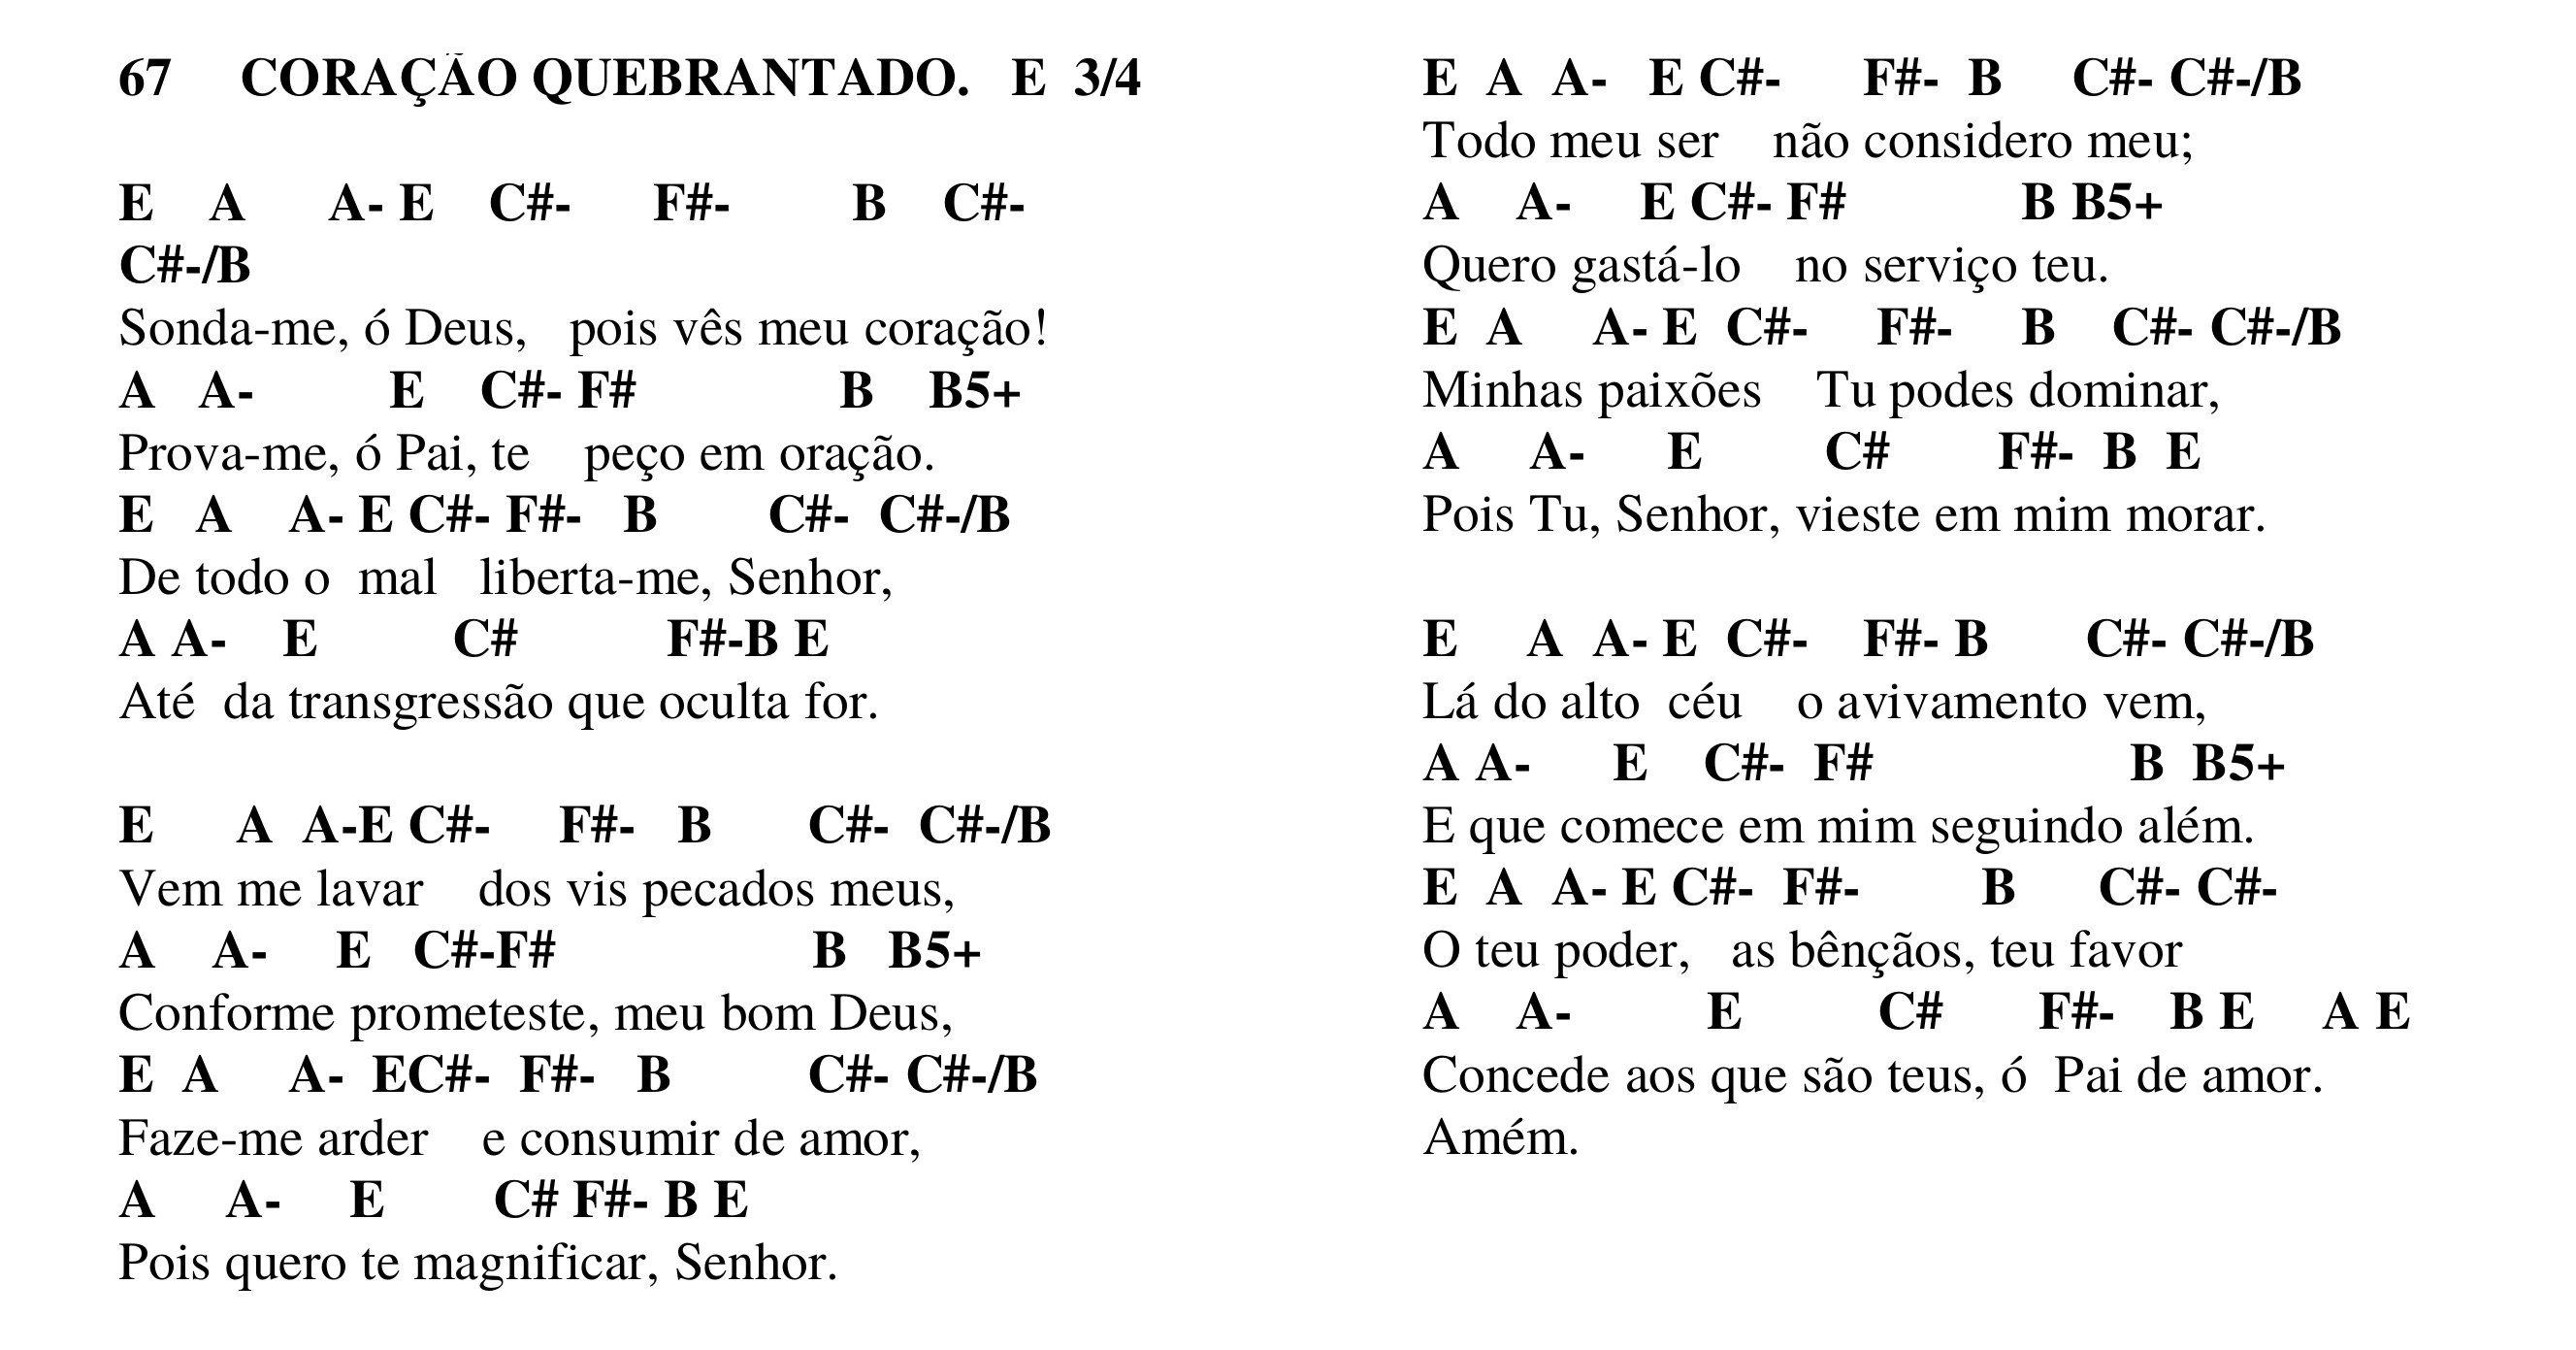 67 CORAÇÃO QUEBRANTADO. E 3/4
E A A- E C#- F#- B C#-
C#-/B
Sonda-me, ó Deus, pois vês meu coração!
A A- E C#- F# B B5+
Prova-me, ó Pai, te peço em oração.
E A A- E C#- F#- B C#- C#-/B
De todo o mal liberta-me, Senhor,
A A- E C# F#-B E
Até da transgressão que oculta for.
E A A-E C#- F#- B C#- C#-/B
Vem me lavar dos vis pecados meus,
A A- E C#-F# B B5+
Conforme prometeste, meu bom Deus,
E A A- EC#- F#- B C#- C#-/B
Faze-me arder e consumir de amor,
A A- E C# F#- B E
Pois quero te magnificar, Senhor.
E A A- E C#- F#- B C#- C#-/B
Todo meu ser não considero meu;
A A- E C#- F# B B5+
Quero gastá-lo no serviço teu.
E A A- E C#- F#- B C#- C#-/B
Minhas paixões Tu podes dominar,
A A- E C# F#- B E
Pois Tu, Senhor, vieste em mim morar.
E A A- E C#- F#- B C#- C#-/B
Lá do alto céu o avivamento vem,
A A- E C#- F# B B5+
E que comece em mim seguindo além.
E A A- E C#- F#- B C#- C#-
O teu poder, as bênçãos, teu favor
A A- E C# F#- B E A E
Concede aos que são teus, ó Pai de amor.
Amém.